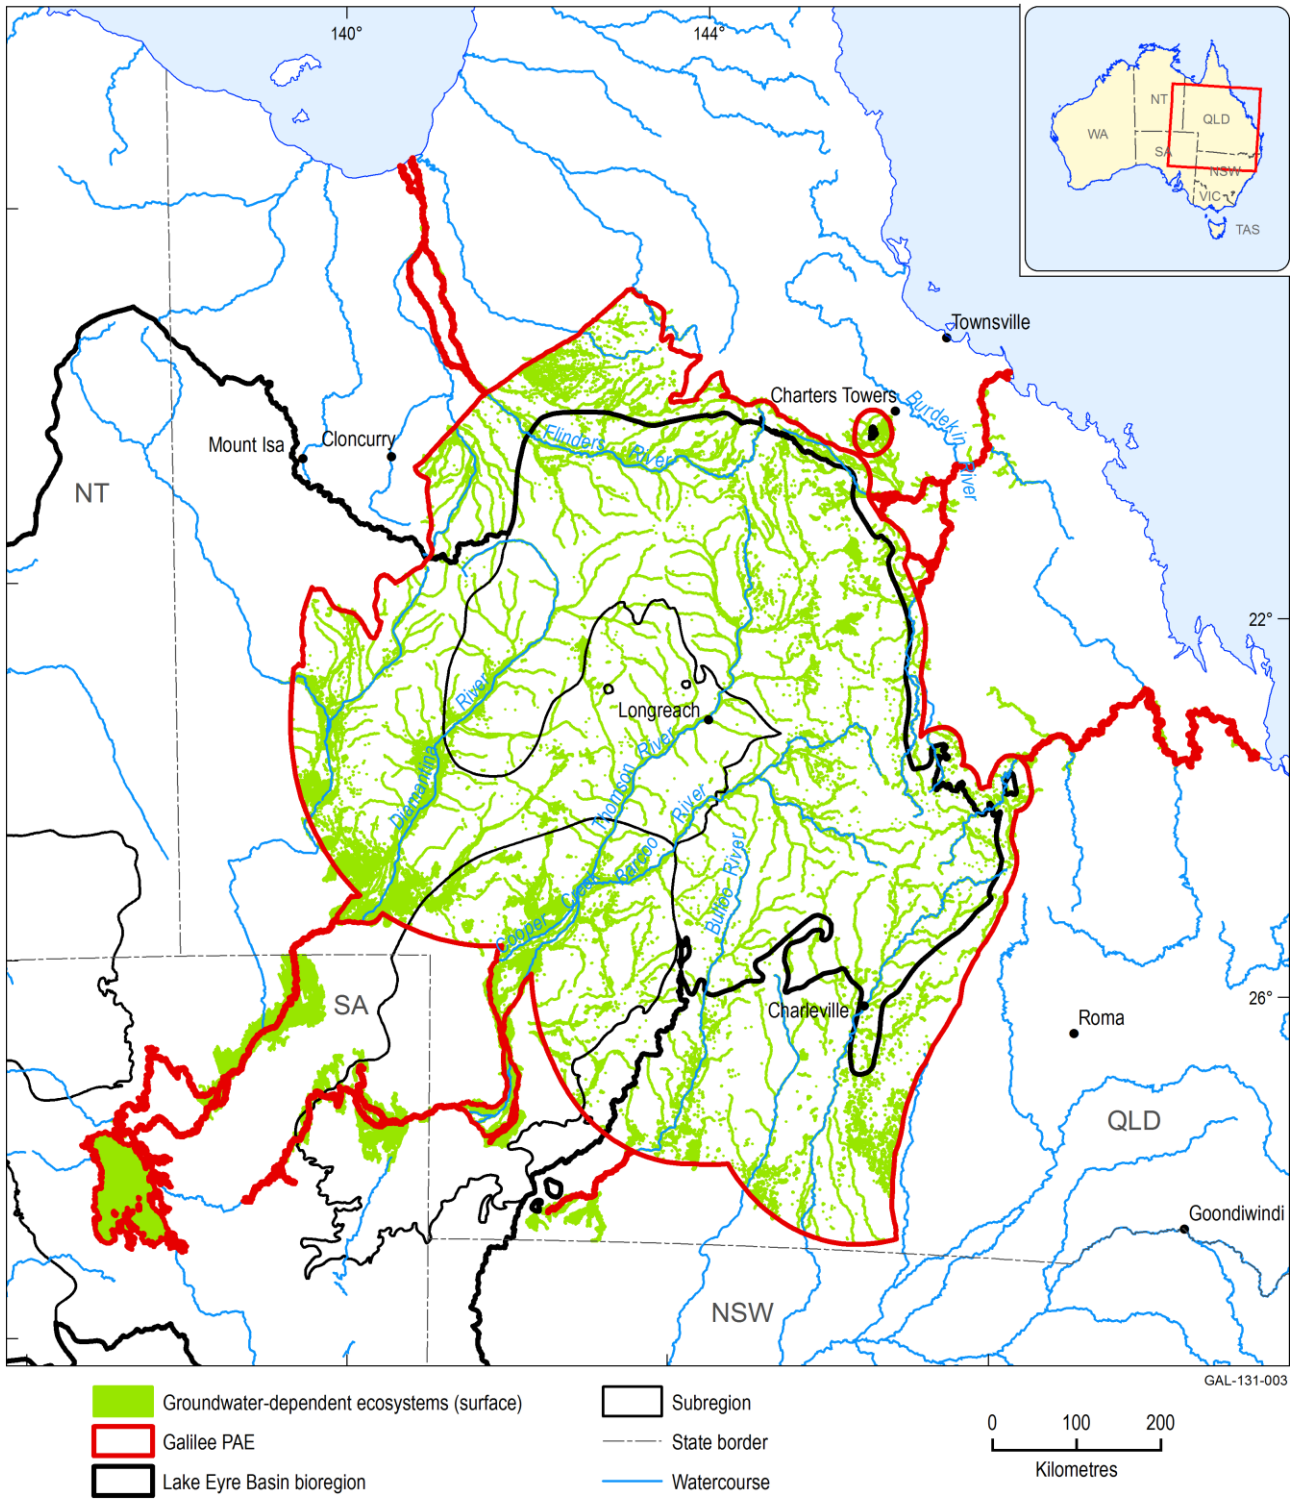 140°
144°
NT
QLD
WA
SA
NSW
VIC
TAS
Townsville
Charters Towers
Burdekin
River
Mount Isa
Cloncurry
Flinders
River
NT
22°
River
Longreach
River
Diamantina
Thomson
River
Barcoo
Bulloo River
Cooper Creek
SA
Charleville
26°
Roma
QLD
Goondiwindi
NSW
GAL-131-003
Groundwater-dependent ecosystems (surface)
Galilee PAE
Lake Eyre Basin bioregion
Subregion
State border
Watercourse
0 100 200
Kilometres